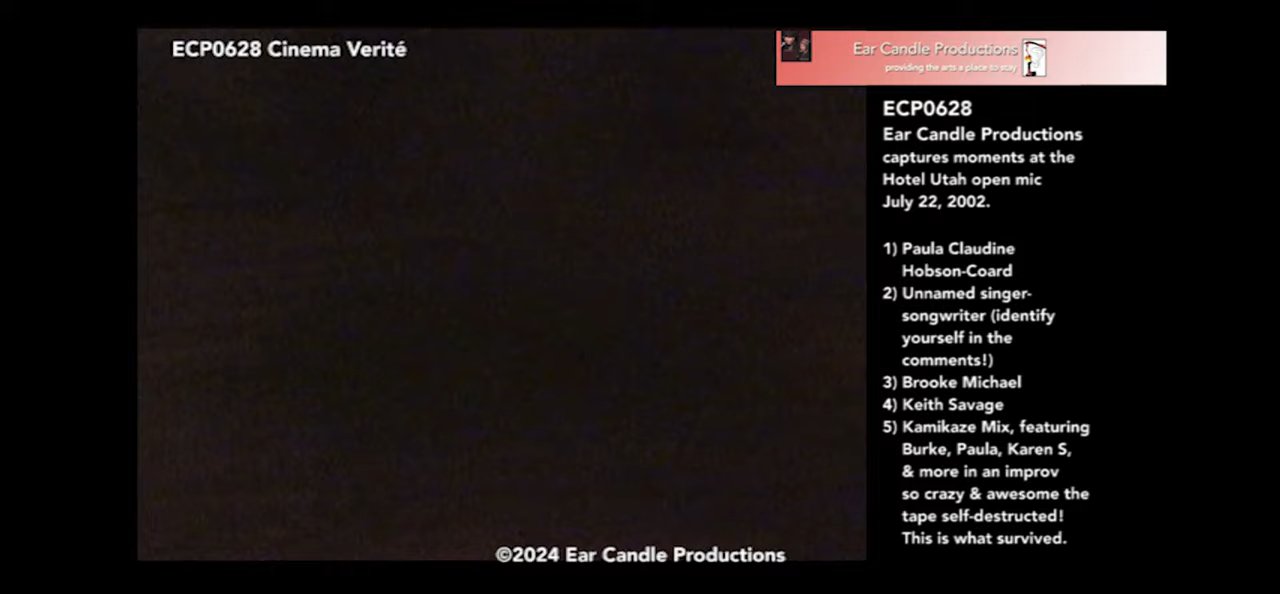 ECP0628 Cinema Verité
Ear Candle Productions
providing the arts a place to stay
ECP0628
Ear Candle Productions
captures moments at the
Hotel Utah open mic
July 22, 2002.
1) Paula Claudine
Hobson-Coard
2) Unnamed singer-
songwriter (identify
yourself in the
comments!)
3) Brooke Michael
4) Keith Savage
5) Kamikaze Mix, featuring
Burke, Paula, Karen S,
& more in an improv
so crazy & awesome the
tape self-destructed!
This is what survived.
©2024 Ear Candle Productions